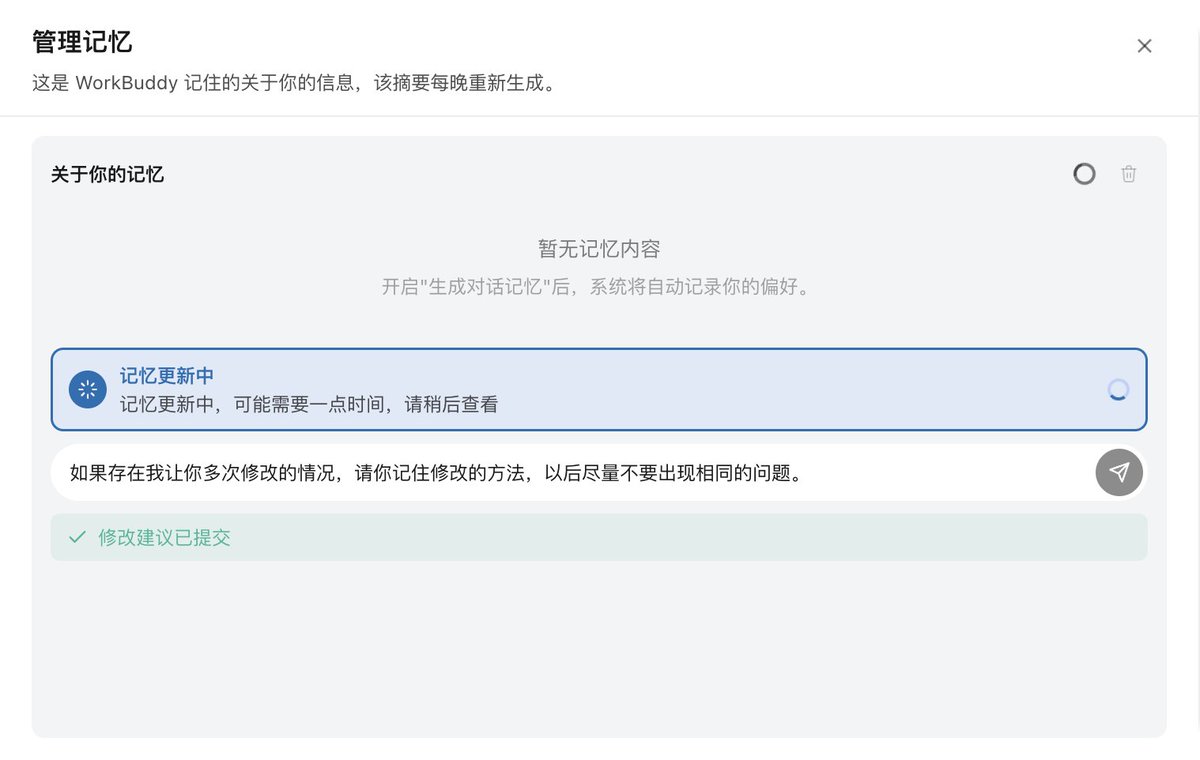 管理记忆
这是 WorkBuddy 记住的关于你的信息，该摘要每晚重新生成。
关于你的记忆
暂无记忆内容
开启"生成对话记忆"后，系统将自动记录你的偏好。
记忆更新中
记忆更新中，可能需要一点时间，请稍后查看
如果存在我让你多次修改的情况，请你记住修改的方法，以后尽量不要出现相同的问题。
修改建议已提交